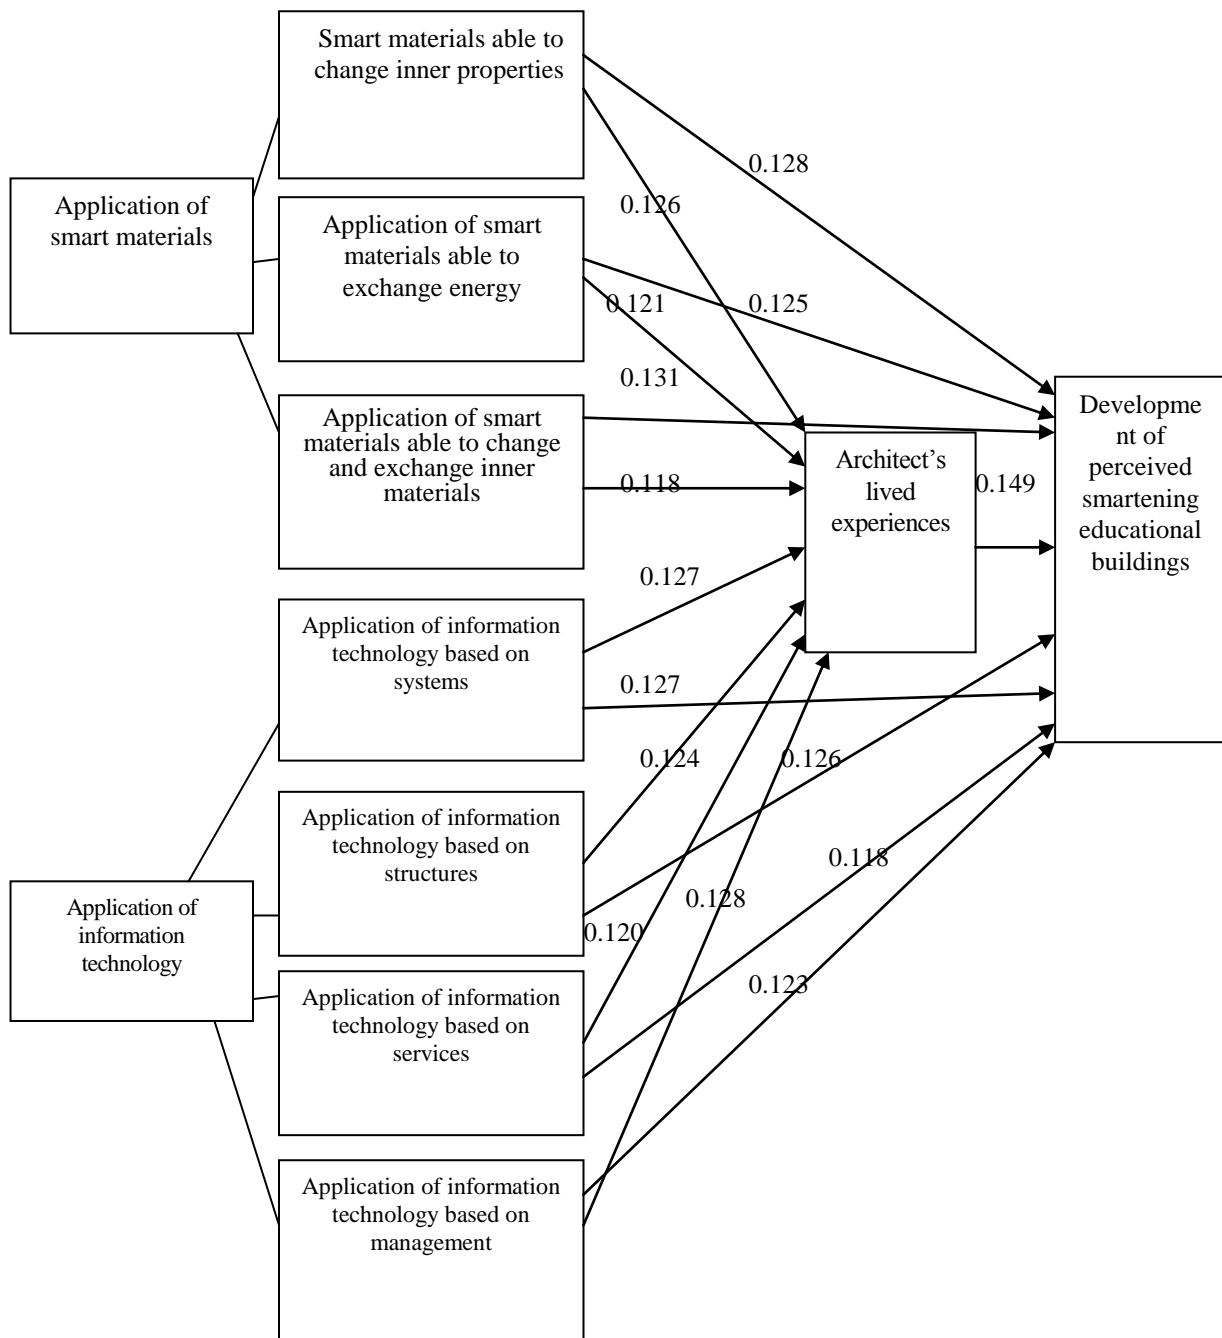 Smart materials able to
change inner properties
0.128
Application of
smart materials
0.126
Application of smart
materials able to
exchange energy
0.121
0.125
0.131
Application of smart
materials able to change
and exchange inner
materials
Developme
nt of
perceived
smartening
educational
buildings
Architect's
lived
experiences
0.118
0.149
0.127
Application of information
technology based on
systems
0.127
0.124
0.126
Application of information
technology based on
structures
0.118
0.128
0.120
Application of
information
technology
0.123
Application of information
technology based on
services
Application of information
technology based on
management